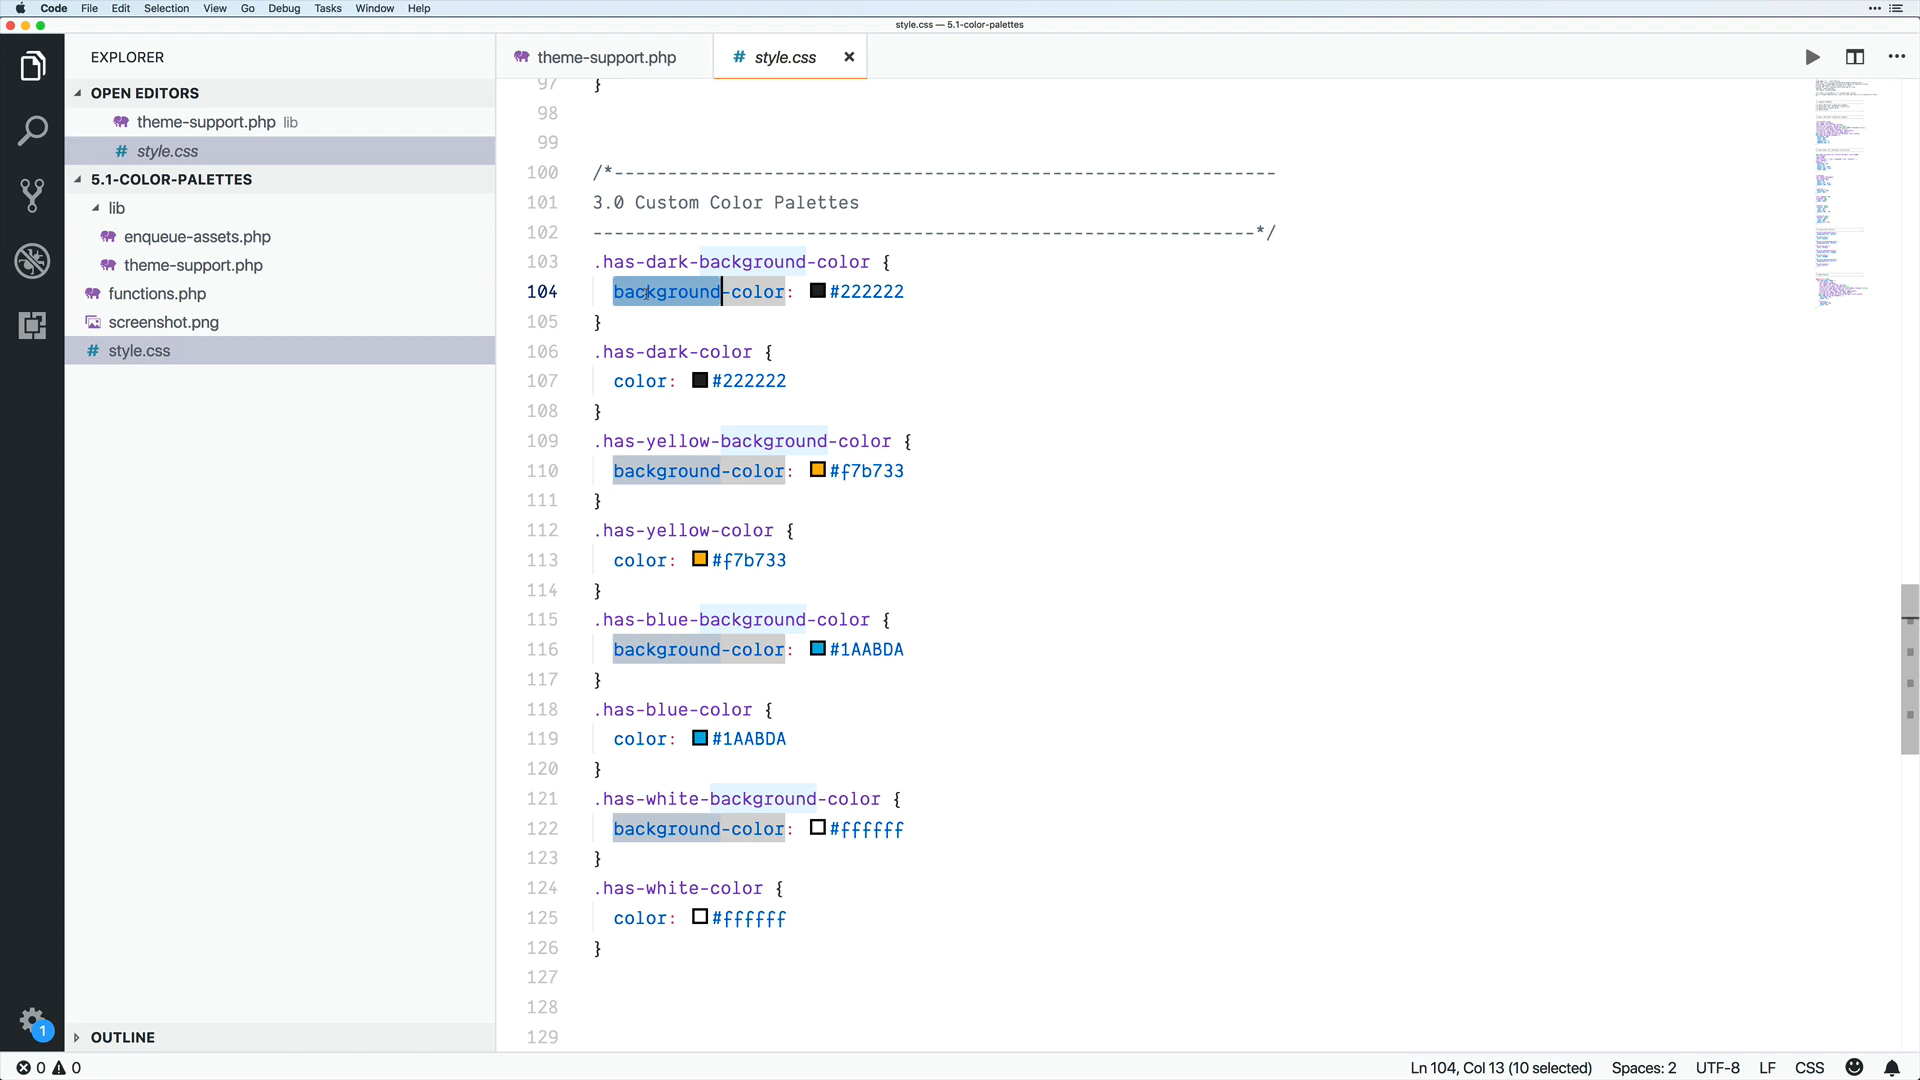 Code File Edit Selection View Go Debug Tasks Window Help
style.css — 5.1-color-palettes
EXPLORER
OPEN EDITORS
theme-support.php lib
# style.css
5.1-COLOR-PALETTES
lib
enqueue-assets.php
theme-support.php
functions.php
screenshot.png
# style.css
OUTLINE
1
theme-support.php
# style.css
97 }
98
99
100 /*--------------------------------------------------------------
101 3.0 Custom Color Palettes
102 --------------------------------------------------------------*/
103 .has-dark-background-color {
104 background-color: #222222
105 }
106 .has-dark-color {
107 color: #222222
108 }
109 .has-yellow-background-color {
110 background-color: #f7b733
111 }
112 .has-yellow-color {
113 color: #f7b733
114 }
115 .has-blue-background-color {
116 background-color: #1AABDA
117 }
118 .has-blue-color {
119 color: #1AABDA
120 }
121 .has-white-background-color {
122 background-color: #ffffff
123 }
124 .has-white-color {
125 color: #ffffff
126 }
127
128
129
0 0 Ln 104, Col 13 (10 selected) Spaces: 2 UTF-8 LF CSS